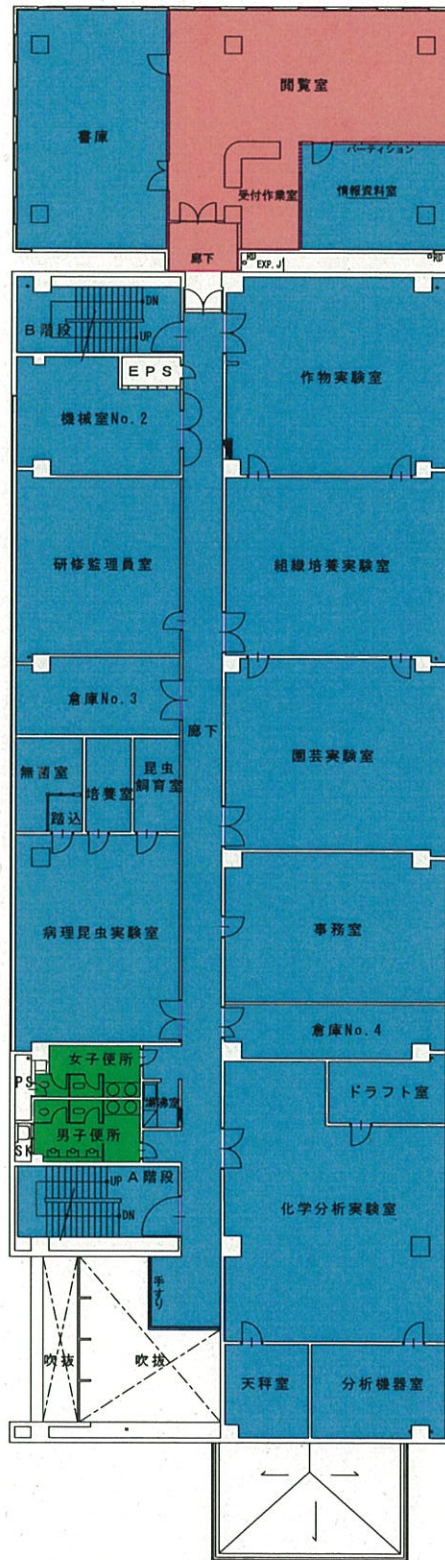 閲覧室
書庫
パーティション
情報資料室
受付作業室
廊下
RD
EXP.J
RD
DN
B階段
UP
EPS
作物実験室
機械室No.2
研修監理員室
組織培養実験室
倉庫No.3
廊下
園芸実験室
無菌室
培養室
昆虫
飼育室
踏込
病理昆虫実験室
事務室
倉庫No.4
女子便所
PS
ドラフト室
男子便所
SK
UP
A階段
DN
化学分析実験室
手すり
吹抜
吹抜
天秤室
分析機器室